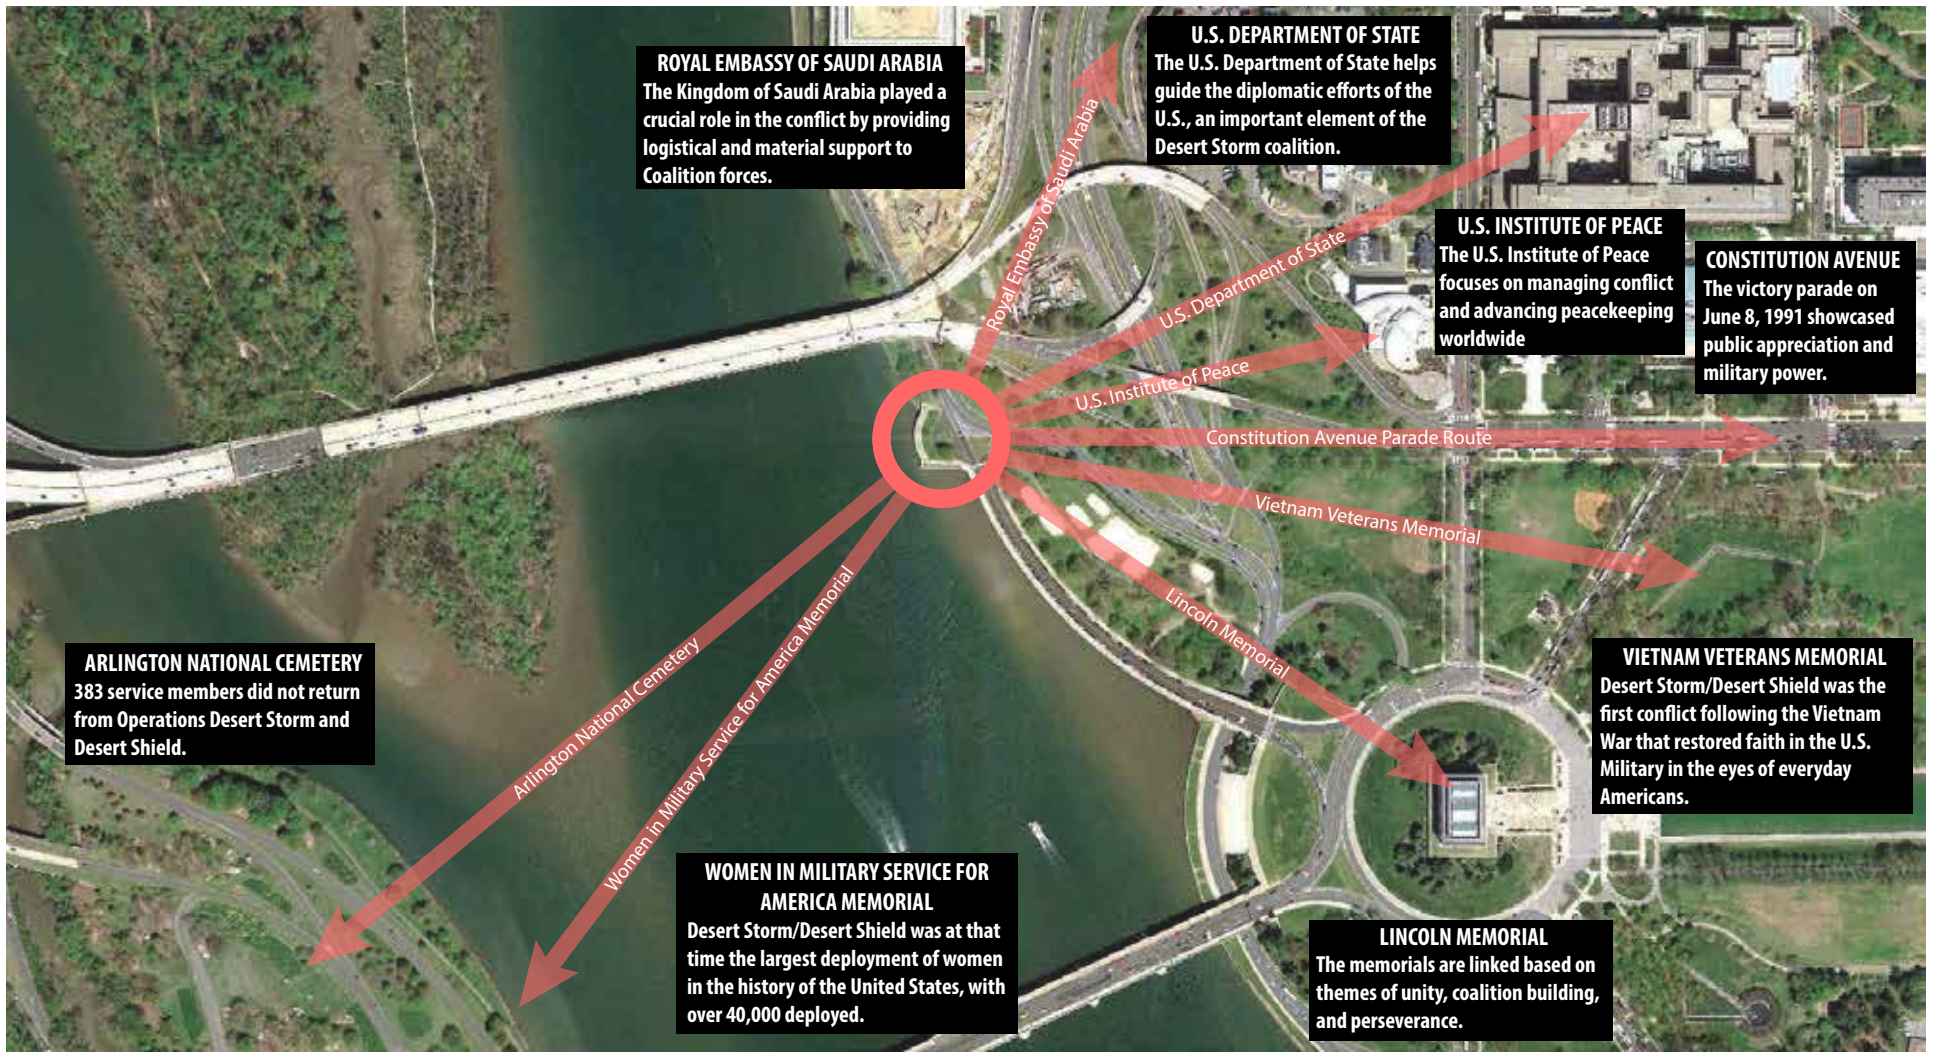 ROYAL EMBASSY OF SAUDI ARABIA
The Kingdom of Saudi Arabia played a
crucial role in the conflict by providing
logistical and material support to
Coalition forces.
U.S. DEPARTMENT OF STATE
The U.S. Department of State helps
guide the diplomatic efforts of the
U.S., an important element of the
Desert Storm coalition.
U.S. INSTITUTE OF PEACE
The U.S. Institute of Peace
focuses on managing conflict
and advancing peacekeeping
worldwide
CONSTITUTION AVENUE
The victory parade on
June 8, 1991 showcased
public appreciation and
military power.
Royal Embassy of Saudi Arabia
U.S. Department of State
U.S. Institute of Peace
Constitution Avenue Parade Route
Vietnam Veterans Memorial
Lincoln Memorial
Arlington National Cemetery
Women in Military Service for America Memorial
ARLINGTON NATIONAL CEMETERY
383 service members did not return
from Operations Desert Storm and
Desert Shield.
VIETNAM VETERANS MEMORIAL
Desert Storm/Desert Shield was the
first conflict following the Vietnam
War that restored faith in the U.S.
Military in the eyes of everyday
Americans.
WOMEN IN MILITARY SERVICE FOR
AMERICA MEMORIAL
Desert Storm/Desert Shield was at that
time the largest deployment of women
in the history of the United States, with
over 40,000 deployed.
LINCOLN MEMORIAL
The memorials are linked based on
themes of unity, coalition building,
and perseverance.